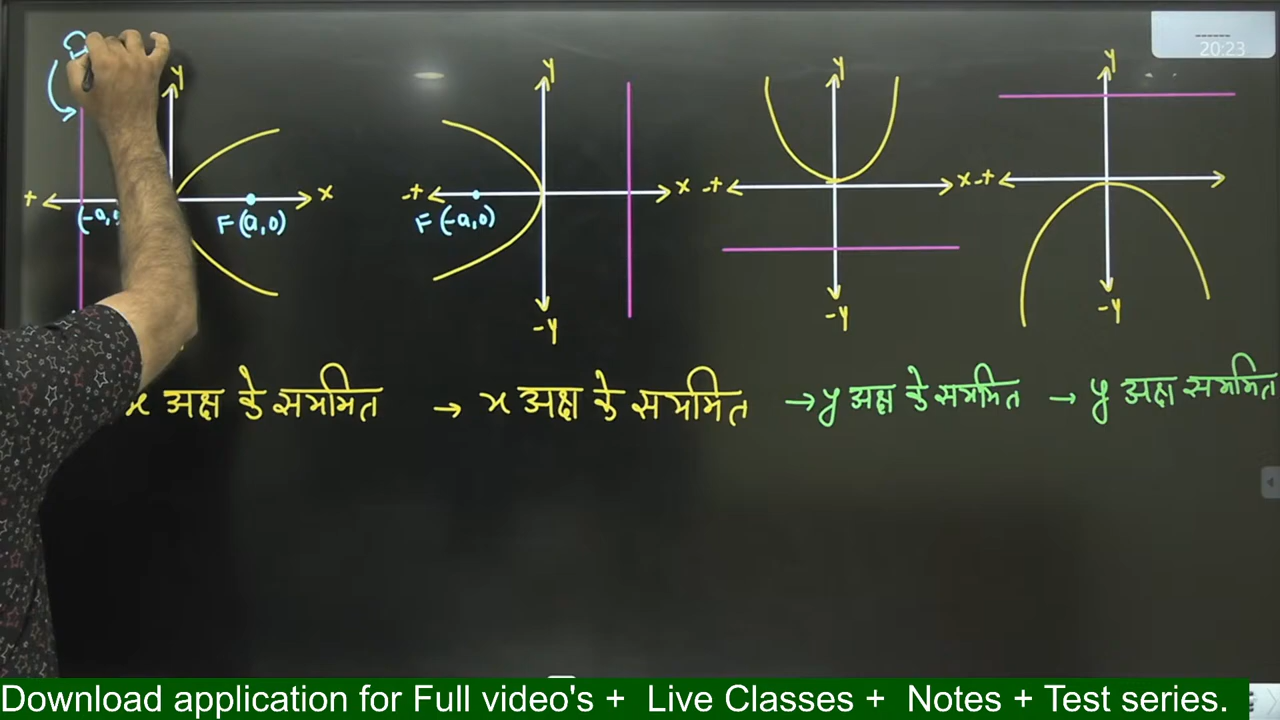 20:23
y
+
x
(-a,0
F(a,0)
y
-+
x
F(-a,0)
-y
y
-+
x
-y
y
-+
-y
x अक्ष के सममित
→ x अक्ष के सममित
→ y अक्ष के सममित
→ y अक्ष सममित
Download application for Full video's + Live Classes + Notes + Test series.